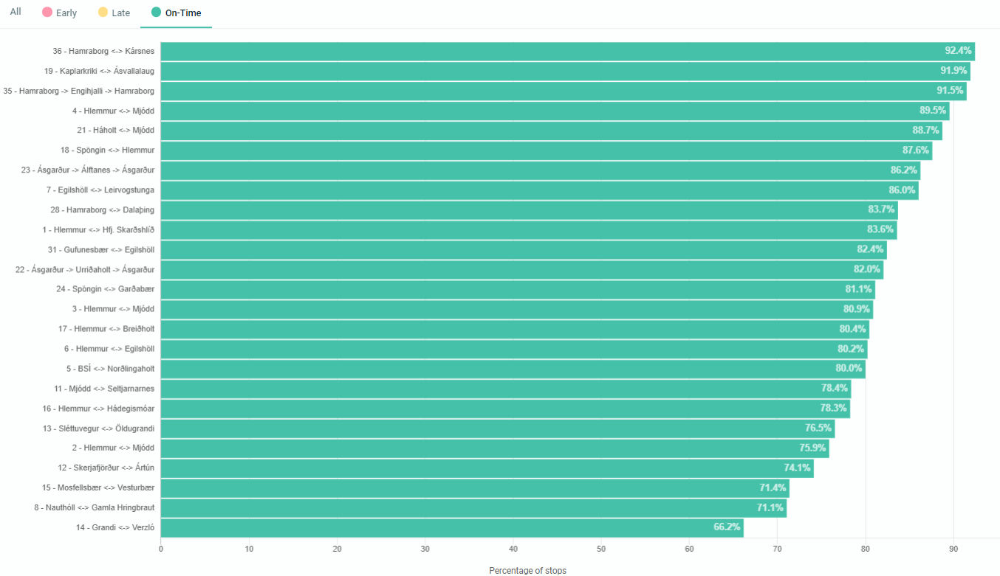 All Early Late On-Time
36 - Hamraborg <-> Kársnes 92.4%
19 - Kaplarkriki <-> Ásvallalaug 91.9%
35 - Hamraborg -> Engihjalli -> Hamraborg 91.5%
4 - Hlemmur <-> Mjódd 89.5%
21 - Háholt <-> Mjódd 88.7%
18 - Spöngin <-> Hlemmur 87.6%
23 - Ásgarður -> Álftanes -> Ásgarður 86.2%
7 - Egilshöll <-> Leirvogstunga 86.0%
28 - Hamraborg <-> Dalaþing 83.7%
1 - Hlemmur <-> Hfj. Skarðshlíð 83.6%
31 - Gufunesbær <-> Egilshöll 82.4%
22 - Ásgarður -> Urriðaholt -> Ásgarður 82.0%
24 - Spöngin <-> Garðabær 81.1%
3 - Hlemmur <-> Mjódd 80.9%
17 - Hlemmur <-> Breiðholt 80.4%
6 - Hlemmur <-> Egilshöll 80.2%
5 - BSÍ <-> Norðlingaholt 80.0%
11 - Mjódd <-> Seltjarnarnes 78.4%
16 - Hlemmur <-> Hádegismóar 78.3%
13 - Sléttuvegur <-> Öldugrandi 76.5%
2 - Hlemmur <-> Mjódd 75.9%
12 - Skerjafjörður <-> Ártún 74.1%
15 - Mosfellsbær <-> Vesturbær 71.4%
8 - Nauthóll <-> Gamla Hringbraut 71.1%
14 - Grandi <-> Verzló 66.2%
0 10 20 30 40 50 60 70 80 90
Percentage of stops